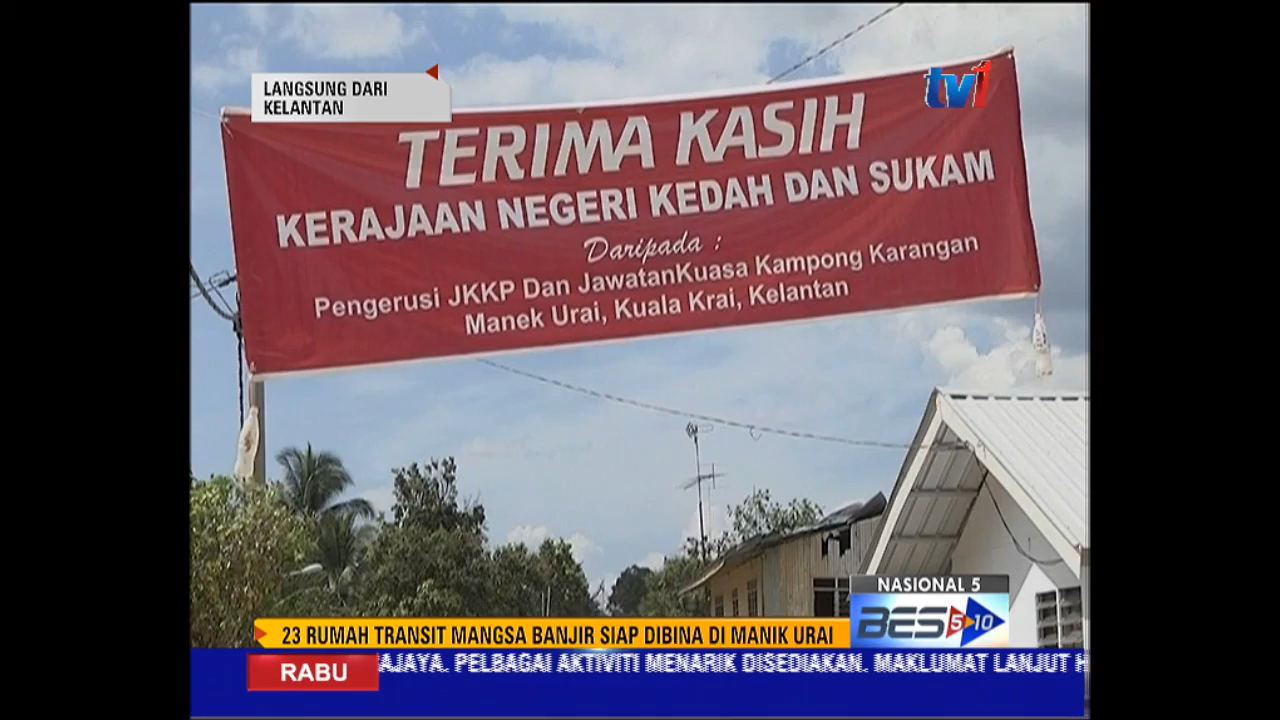 LANGSUNG DARI
KELANTAN
tv1
TERIMA KASIH
KERAJAAN NEGERI KEDAH DAN SUKAM
Daripada :
Pengerusi JKKP Dan JawatanKuasa Kampong Karangan
Manek Urai, Kuala Krai, Kelantan
NASIONAL 5
BES 5 10
23 RUMAH TRANSIT MANGSA BANJIR SIAP DIBINA DI MANIK URAI
RABU
AJAYA. PELBAGAI AKTIVITI MENARIK DISEDIAKAN. MAKLUMAT LANJUT H